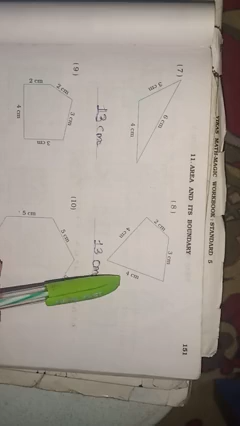 VIKAS MATH-MAGIC WORKBOOK : STANDARD 5
11. AREA AND ITS BOUNDARY 151
(7)
3 cm
6 cm
4 cm
13 cm
(8)
2 cm
3 cm
4 cm
4 cm
13 cm
(9)
2 cm
2 cm
3 cm
3 cm
4 cm
(10)
5 cm
5 cm